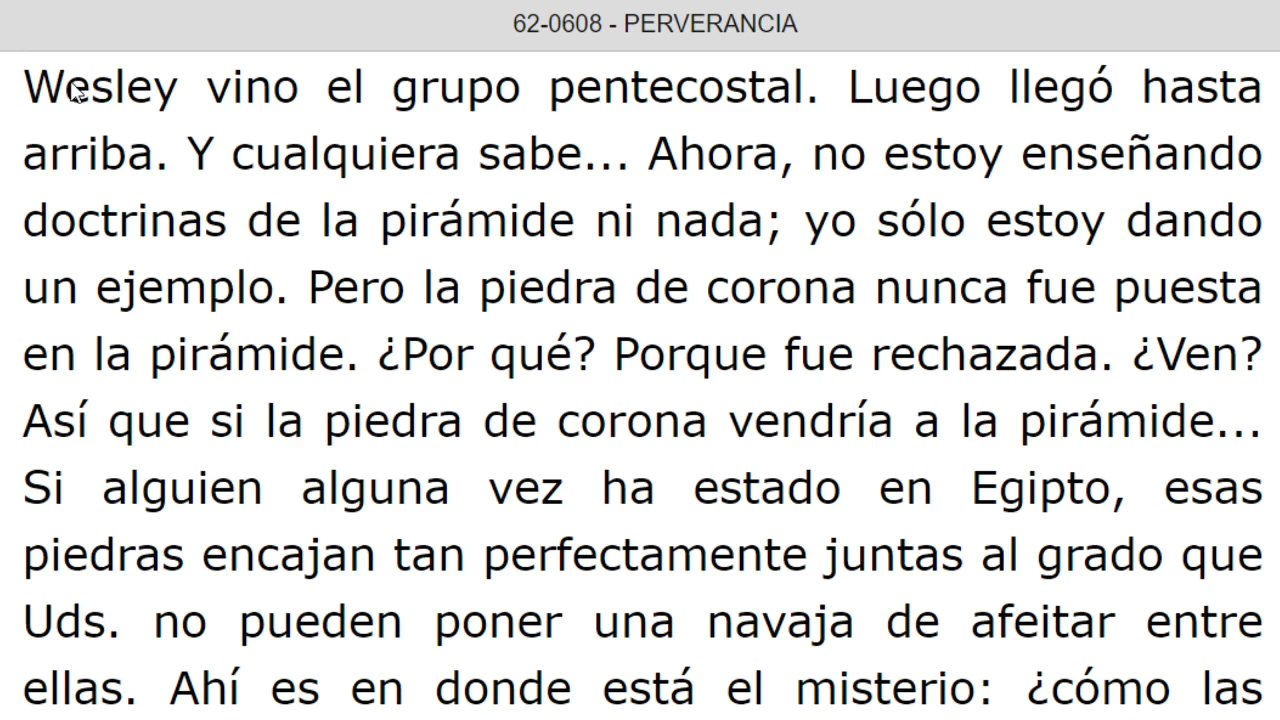 62-0608 - PERVERANCIA
Wesley vino el grupo pentecostal. Luego llegó hasta
arriba. Y cualquiera sabe... Ahora, no estoy enseñando
doctrinas de la pirámide ni nada; yo sólo estoy dando
un ejemplo. Pero la piedra de corona nunca fue puesta
en la pirámide. ¿Por qué? Porque fue rechazada. ¿Ven?
Así que si la piedra de corona vendría a la pirámide...
Si alguien alguna vez ha estado en Egipto, esas
piedras encajan tan perfectamente juntas al grado que
Uds. no pueden poner una navaja de afeitar entre
ellas. Ahí es en donde está el misterio: ¿cómo las